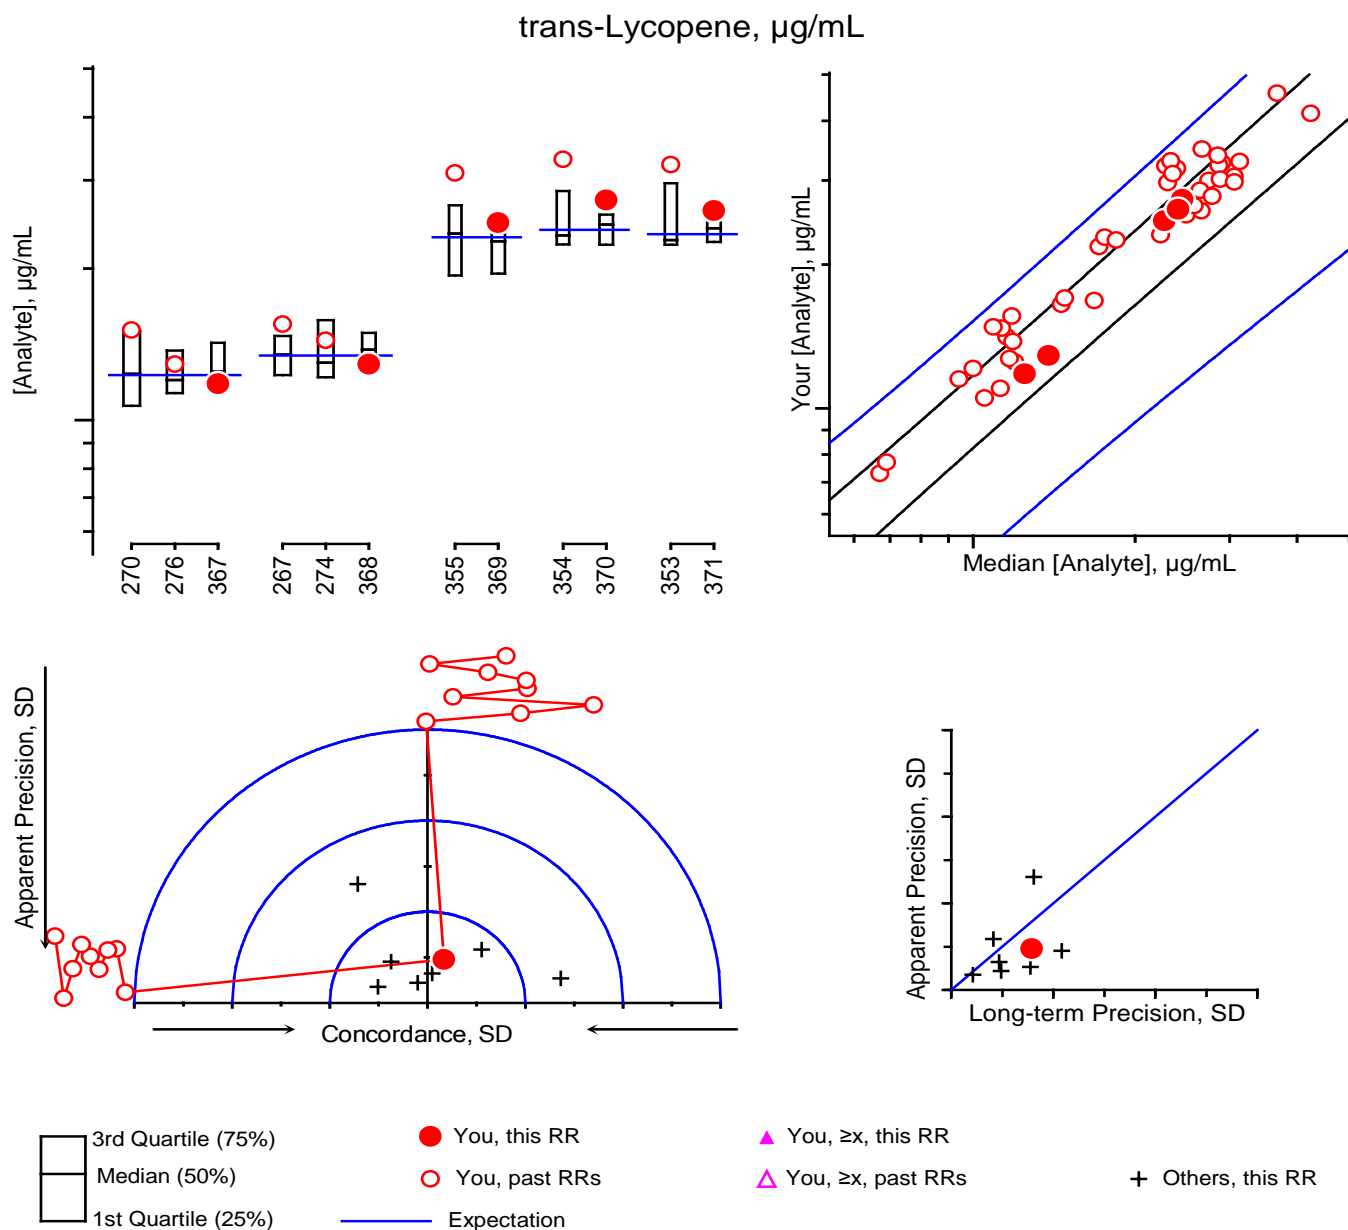 trans-Lycopene, µg/mL
[Analyte], µg/mL
270 276 367 267 274 368 355 369 354 370 353 371
Your [Analyte], µg/mL
Median [Analyte], µg/mL
Apparent Precision, SD
Concordance, SD
Apparent Precision, SD
Long-term Precision, SD
3rd Quartile (75%)
Median (50%)
1st Quartile (25%)
You, this RR
You, past RRs
Expectation
You, ≥x, this RR
You, ≥x, past RRs
Others, this RR